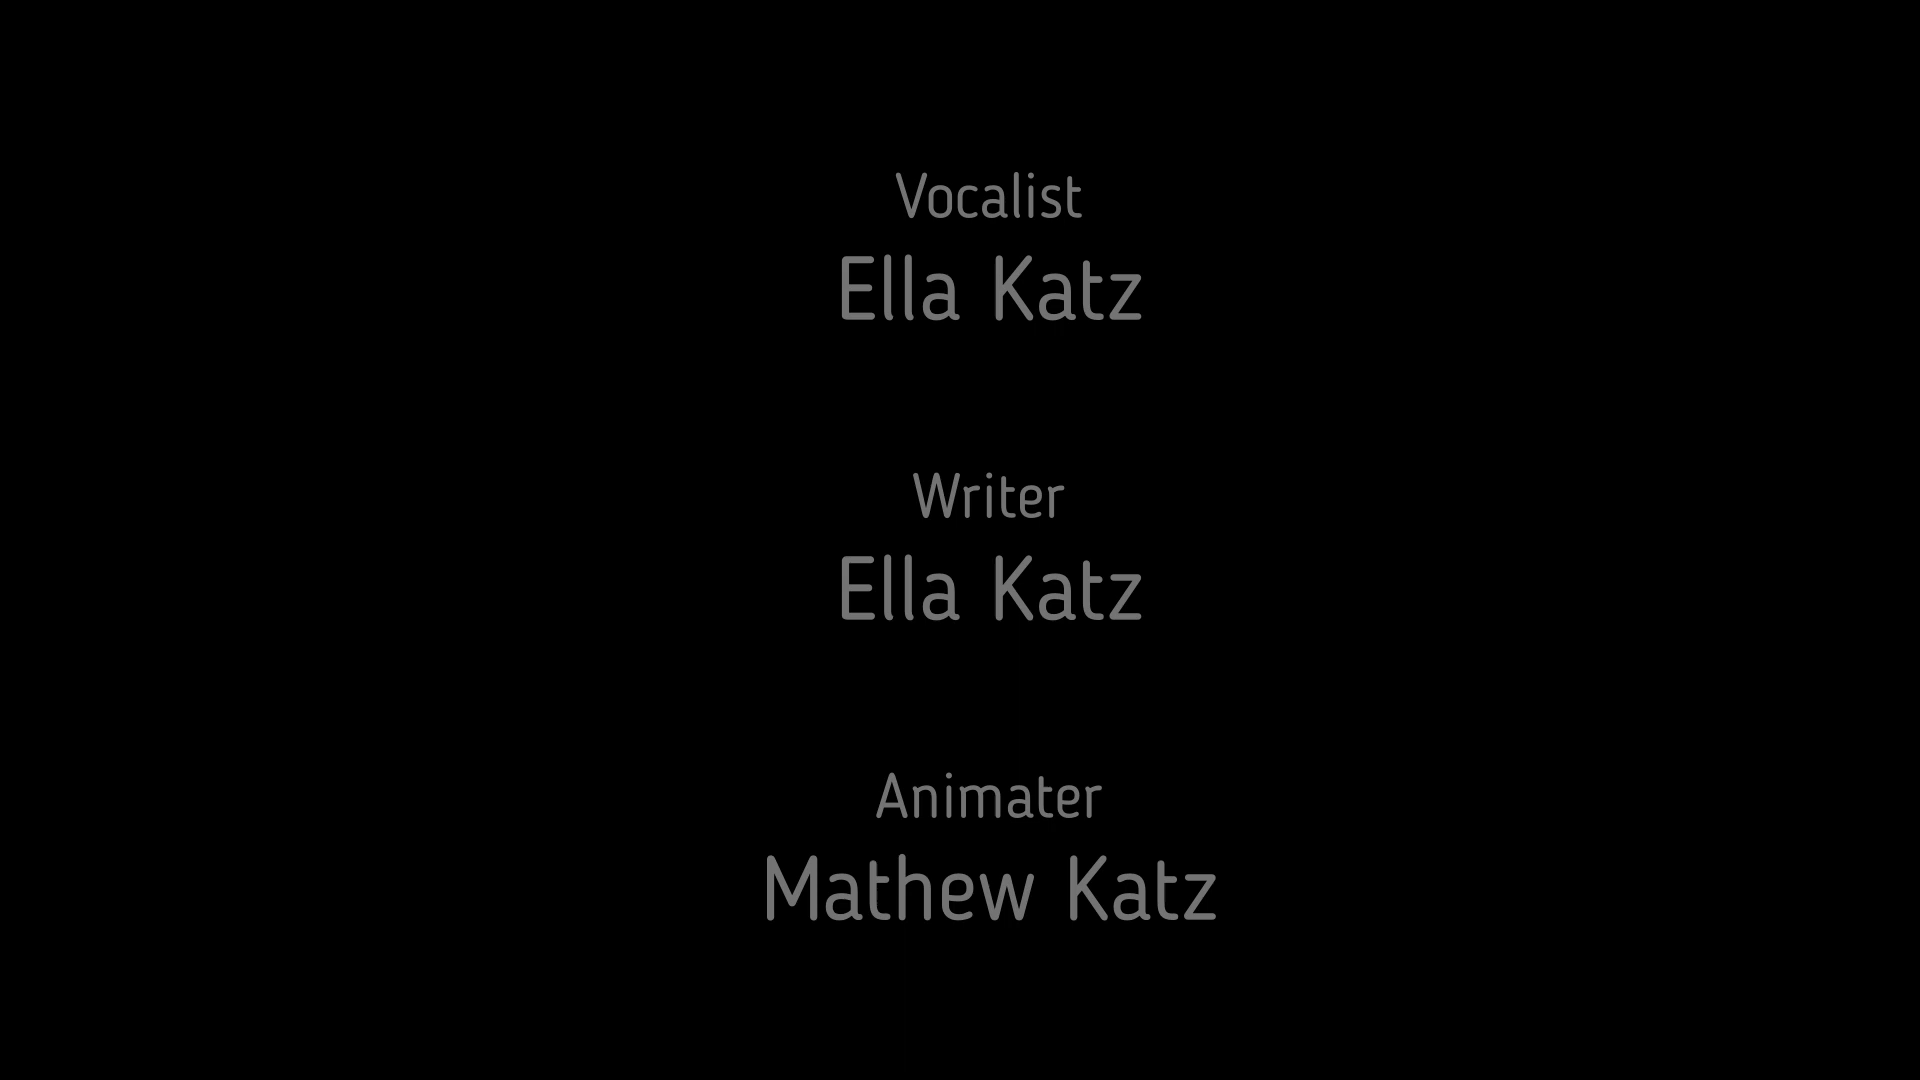 Vocalist
Ella Katz
Writer
Ella Katz
Animater
Mathew Katz